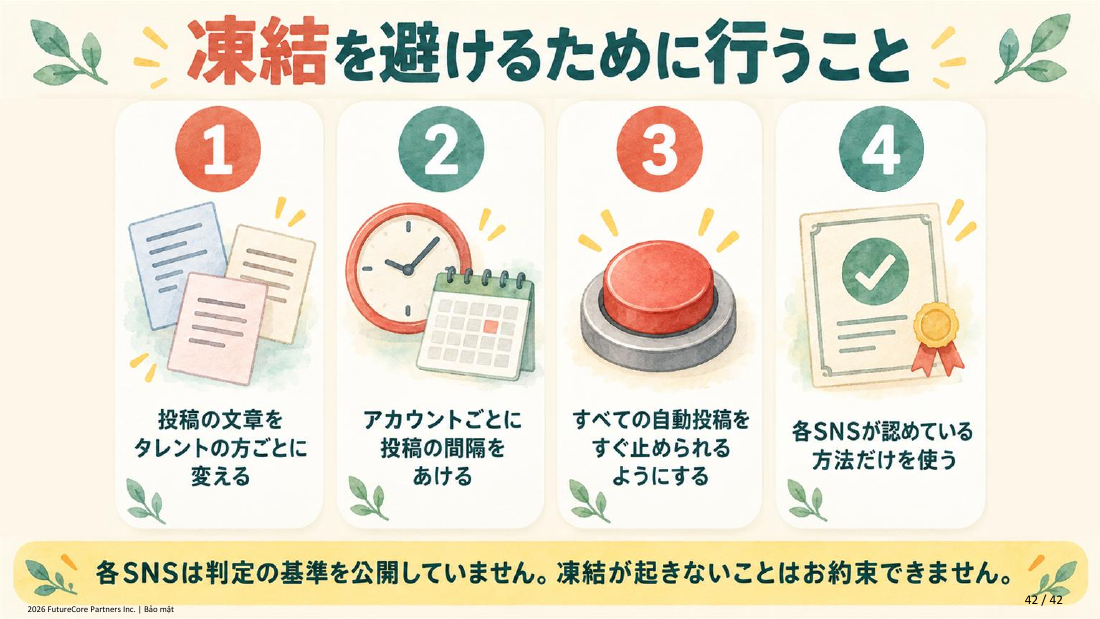 凍結を避けるために行うこと
1
投稿の文章を
タレントの方ごとに
変える
2
アカウントごとに
投稿の間隔を
あける
3
すべての自動投稿を
すぐ止められる
ようにする
4
各SNSが認めている
方法だけを使う
各SNSは判定の基準を公開していません。凍結が起きないことはお約束できません。
2026 FutureCore Partners Inc. | Bảo mật
42 / 42